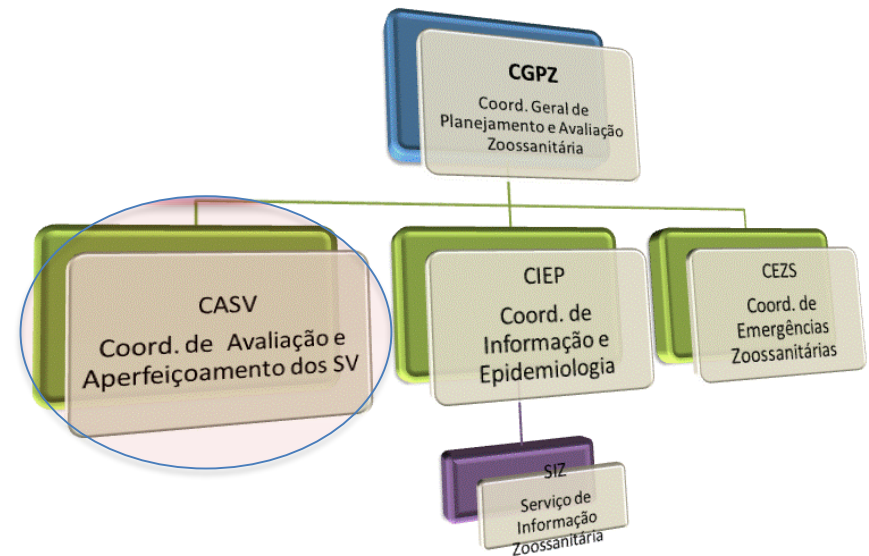 CGPZ
Coord. Geral de
Planejamento e Avaliação
Zoossanitária
CASV
Coord. de Avaliação e
Aperfeiçoamento dos SV
CIEP
Coord. de
Informação e
Epidemiologia
CEZS
Coord. de
Emergências
Zoossanitárias
SIZ
Serviço de
Informação
Zoossanitária